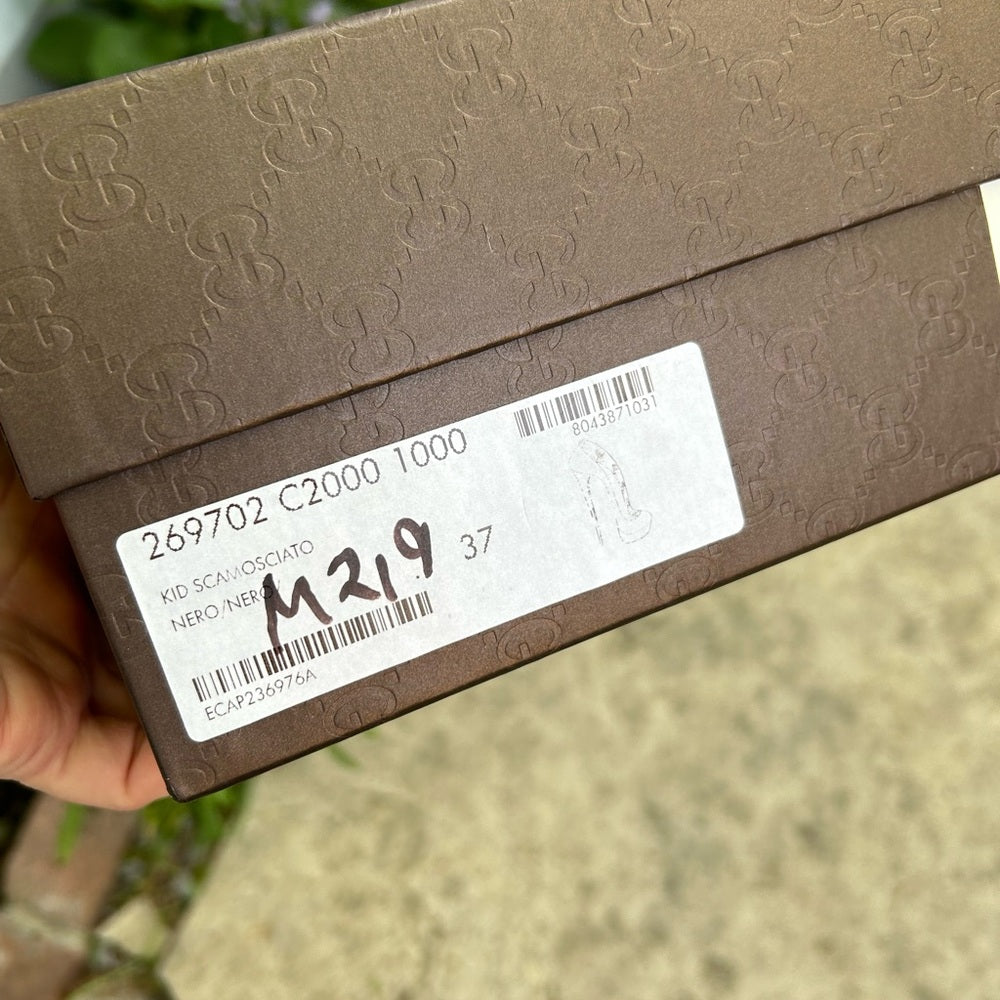 8043871031
269702 C2000 1000
KID SCAMOSCIATO
NERO/NERO
M219
37
ECAP236976A